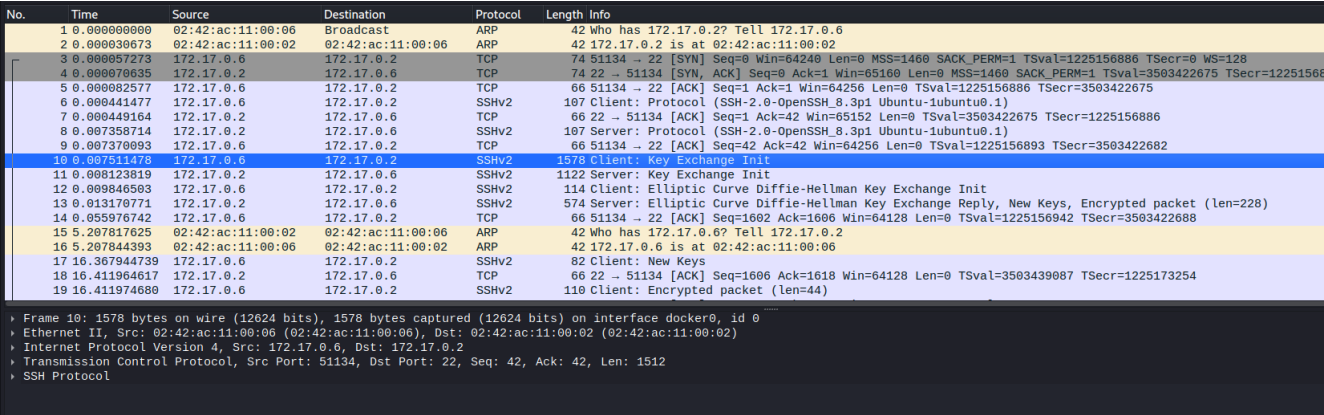 No. Time Source Destination Protocol Length Info
1 0.000000000 02:42:ac:11:00:06 Broadcast ARP 42 Who has 172.17.0.2? Tell 172.17.0.6
2 0.000030673 02:42:ac:11:00:02 02:42:ac:11:00:06 ARP 42 172.17.0.2 is at 02:42:ac:11:00:02
3 0.000057273 172.17.0.6 172.17.0.2 TCP 74 51134 → 22 [SYN] Seq=0 Win=64240 Len=0 MSS=1460 SACK_PERM=1 TSval=1225156886 TSecr=0 WS=128
4 0.000070635 172.17.0.2 172.17.0.6 TCP 74 22 → 51134 [SYN, ACK] Seq=0 Ack=1 Win=65160 Len=0 MSS=1460 SACK_PERM=1 TSval=3503422675 TSecr=12251568
5 0.000082577 172.17.0.6 172.17.0.2 TCP 66 51134 → 22 [ACK] Seq=1 Ack=1 Win=64256 Len=0 TSval=1225156886 TSecr=3503422675
6 0.000441477 172.17.0.6 172.17.0.2 SSHv2 107 Client: Protocol (SSH-2.0-OpenSSH_8.3p1 Ubuntu-1ubuntu0.1)
7 0.000449164 172.17.0.2 172.17.0.6 TCP 66 22 → 51134 [ACK] Seq=1 Ack=42 Win=65152 Len=0 TSval=3503422675 TSecr=1225156886
8 0.007358714 172.17.0.2 172.17.0.6 SSHv2 107 Server: Protocol (SSH-2.0-OpenSSH_8.3p1 Ubuntu-1ubuntu0.1)
9 0.007370093 172.17.0.6 172.17.0.2 TCP 66 51134 → 22 [ACK] Seq=42 Ack=42 Win=64256 Len=0 TSval=1225156893 TSecr=3503422682
10 0.007511478 172.17.0.6 172.17.0.2 SSHv2 1578 Client: Key Exchange Init
11 0.008123819 172.17.0.2 172.17.0.6 SSHv2 1122 Server: Key Exchange Init
12 0.009846503 172.17.0.6 172.17.0.2 SSHv2 114 Client: Elliptic Curve Diffie-Hellman Key Exchange Init
13 0.013170771 172.17.0.2 172.17.0.6 SSHv2 574 Server: Elliptic Curve Diffie-Hellman Key Exchange Reply, New Keys, Encrypted packet (len=228)
14 0.055976742 172.17.0.6 172.17.0.2 TCP 66 51134 → 22 [ACK] Seq=1602 Ack=1606 Win=64128 Len=0 TSval=1225156942 TSecr=3503422688
15 5.207817625 02:42:ac:11:00:02 02:42:ac:11:00:06 ARP 42 Who has 172.17.0.6? Tell 172.17.0.2
16 5.207844393 02:42:ac:11:00:06 02:42:ac:11:00:02 ARP 42 172.17.0.6 is at 02:42:ac:11:00:06
17 16.367944739 172.17.0.6 172.17.0.2 SSHv2 82 Client: New Keys
18 16.411964617 172.17.0.2 172.17.0.6 TCP 66 22 → 51134 [ACK] Seq=1606 Ack=1618 Win=64128 Len=0 TSval=3503439087 TSecr=1225173254
19 16.411974680 172.17.0.6 172.17.0.2 SSHv2 110 Client: Encrypted packet (len=44)
Frame 10: 1578 bytes on wire (12624 bits), 1578 bytes captured (12624 bits) on interface docker0, id 0
Ethernet II, Src: 02:42:ac:11:00:06 (02:42:ac:11:00:06), Dst: 02:42:ac:11:00:02 (02:42:ac:11:00:02)
Internet Protocol Version 4, Src: 172.17.0.6, Dst: 172.17.0.2
Transmission Control Protocol, Src Port: 51134, Dst Port: 22, Seq: 42, Ack: 42, Len: 1512
SSH Protocol